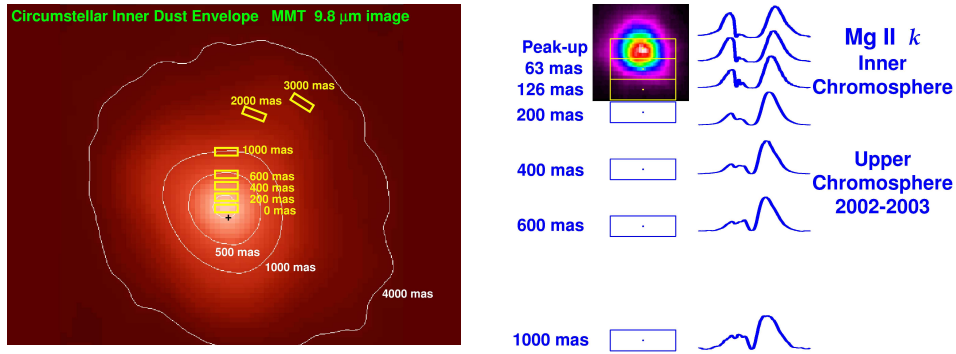 Circumstellar Inner Dust Envelope MMT 9.8 μm image
3000 mas
2000 mas
1000 mas
600 mas
400 mas
200 mas
0 mas
500 mas
1000 mas
4000 mas
Peak-up
63 mas
126 mas
200 mas
400 mas
600 mas
1000 mas
Mg II k
Inner
Chromosphere
Upper
Chromosphere
2002-2003